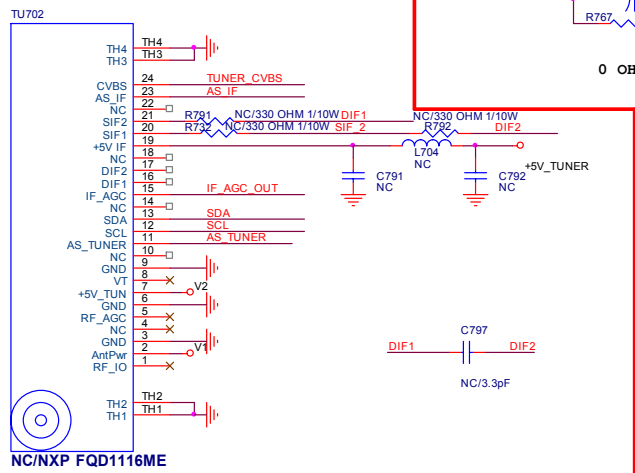 TU702
TH4 TH4
TH3 TH3
CVBS 24 TUNER_CVBS
AS_IF 23 AS_IF
NC 22
SIF2 21 R791 NC/330 OHM 1/10W DIF1
SIF1 20 R732 NC/330 OHM 1/10W SIF_2
NC/330 OHM 1/10W
R792 DIF2
+5V IF 19
L704
NC
+5V_TUNER
C791
NC
C792
NC
NC 18
DIF2 17
DIF1 16
IF_AGC 15 IF_AGC_OUT
NC 14
SDA 13 SDA
SCL 12 SCL
AS_TUNER 11 AS_TUNER
NC 10
GND 9
VT 8
+5V_TUN 7 V2
GND 6
RF_AGC 5
NC 4
GND 3
AntPwr 2 V1
RF_IO 1
TH2 TH2
TH1 TH1
NC/NXP FQD1116ME
C797
DIF1 DIF2
NC/3.3pF
R767
0 OH